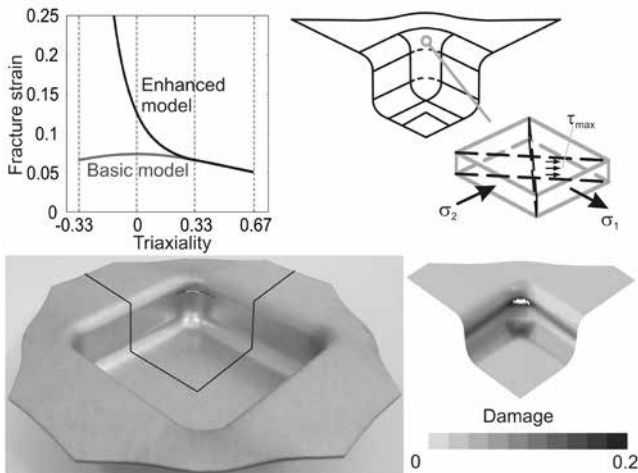 0.25
0.2
0.15
0.1
0.05
0
Fracture strain
Enhanced
model
Basic model
-0.33 0 0.33 0.67
Triaxiality
τmax
σ2
σ1
Damage
0 0.2